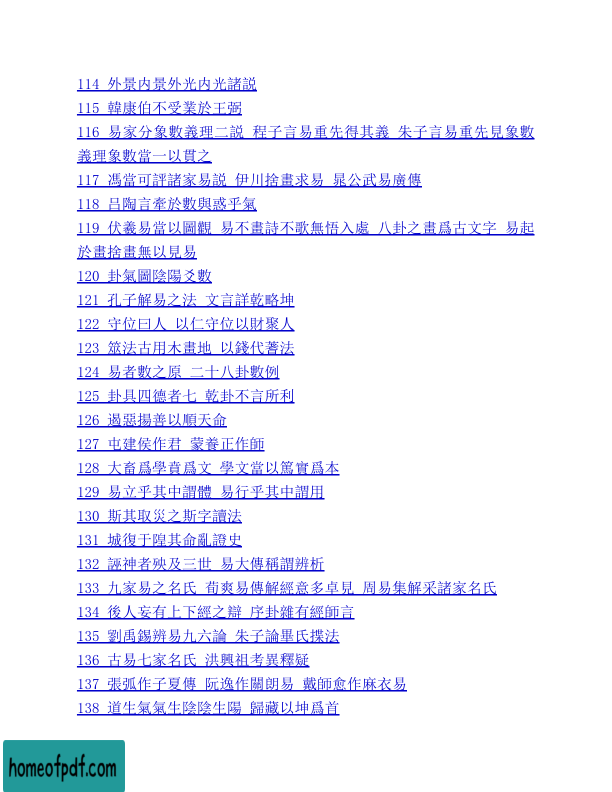 114 外景内景外光内光諸説
115 韓康伯不受業於王弼
116 易家分象數義理二説 程子言易重先得其義 朱子言易重先見象數
義理象數當一以貫之
117 馮當可評諸家易説 伊川捨畫求易 晁公武易廣傳
118 吕陶言牽於數與惑乎氣
119 伏羲易當以圖觀 易不畫詩不歌無悟入處 八卦之畫爲古文字 易起
於畫捨畫無以見易
120 卦氣圖陰陽爻數
121 孔子解易之法 文言詳乾略坤
122 守位曰人 以仁守位以財聚人
123 筮法古用木畫地 以錢代蓍法
124 易者數之原 二十八卦數例
125 卦具四德者七 乾卦不言所利
126 遏惡揚善以順天命
127 屯建侯作君 蒙養正作師
128 大畜爲學賁爲文 學文當以篤實爲本
129 易立乎其中謂體 易行乎其中謂用
130 斯其取災之斯字讀法
131 城復于隍其命亂證史
132 誣神者殃及三世 易大傳稱謂辨析
133 九家易之名氏 荀爽易傳解經意多卓見 周易集解采諸家名氏
134 後人妄有上下經之辯 序卦雜有經師言
135 劉禹錫辨易九六論 朱子論畢氏揲法
136 古易七家名氏 洪興祖考異釋疑
137 張弧作子夏傳 阮逸作關朗易 戴師愈作麻衣易
138 道生氣氣生陰陰生陽 歸藏以坤爲首
homeofpdf.com